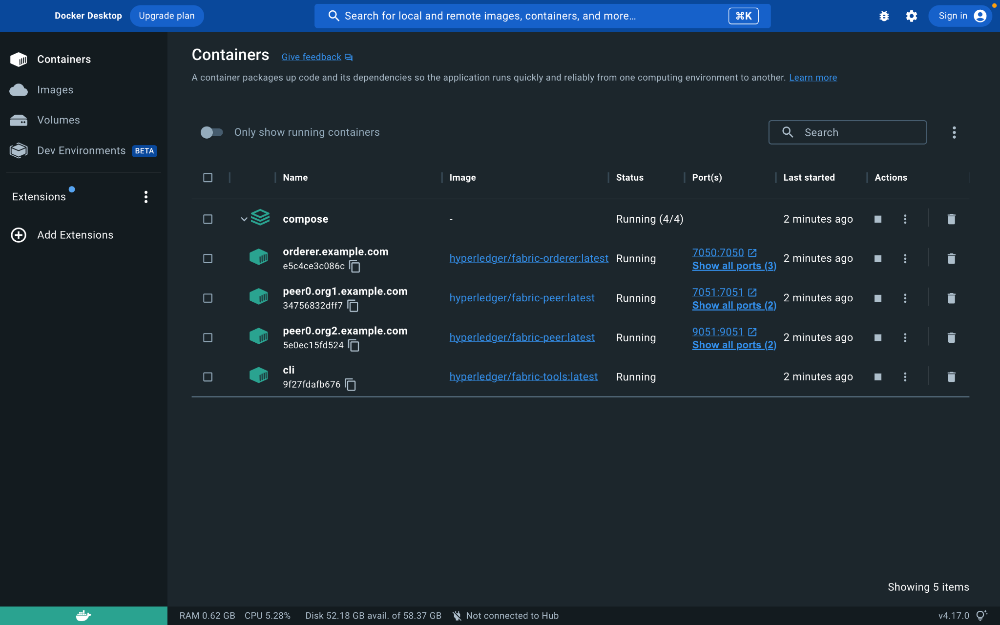 Docker Desktop
Upgrade plan
Search for local and remote images, containers, and more...
⌘K
Sign in
Containers
Images
Volumes
Dev Environments BETA
Extensions
Add Extensions
Containers
Give feedback
A container packages up code and its dependencies so the application runs quickly and reliably from one computing environment to another. Learn more
Only show running containers
Search
Name Image Status Port(s) Last started Actions
compose - Running (4/4) 2 minutes ago
orderer.example.com
e5c4ce3c086c
hyperledger/fabric-orderer:latest Running
7050:7050
Show all ports (3)
2 minutes ago
peer0.org1.example.com
34756832dff7
hyperledger/fabric-peer:latest Running
7051:7051
Show all ports (2)
2 minutes ago
peer0.org2.example.com
5e0ec15fd524
hyperledger/fabric-peer:latest Running
9051:9051
Show all ports (2)
2 minutes ago
cli
9f27fdafb676
hyperledger/fabric-tools:latest Running
2 minutes ago
Showing 5 items
RAM 0.62 GB CPU 5.28% Disk 52.18 GB avail. of 58.37 GB Not connected to Hub v4.17.0